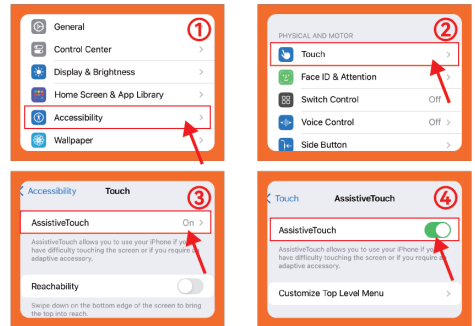 General
①
Control Center
Display & Brightness
Home Screen & App Library
Accessibility
Wallpaper
②
PHYSICAL AND MOTOR
Touch
Face ID & Attention
Switch Control Off
Voice Control Off
Side Button
Accessibility Touch
③
AssistiveTouch On
AssistiveTouch allows you to use your iPhone if you
have difficulty touching the screen or if you require an
adaptive accessory.
Reachability
Swipe down on the bottom edge of the screen to bring
the top into reach.
Touch AssistiveTouch
④
AssistiveTouch
AssistiveTouch allows you to use your iPhone if you
have difficulty touching the screen or if you require an
adaptive accessory.
Customize Top Level Menu